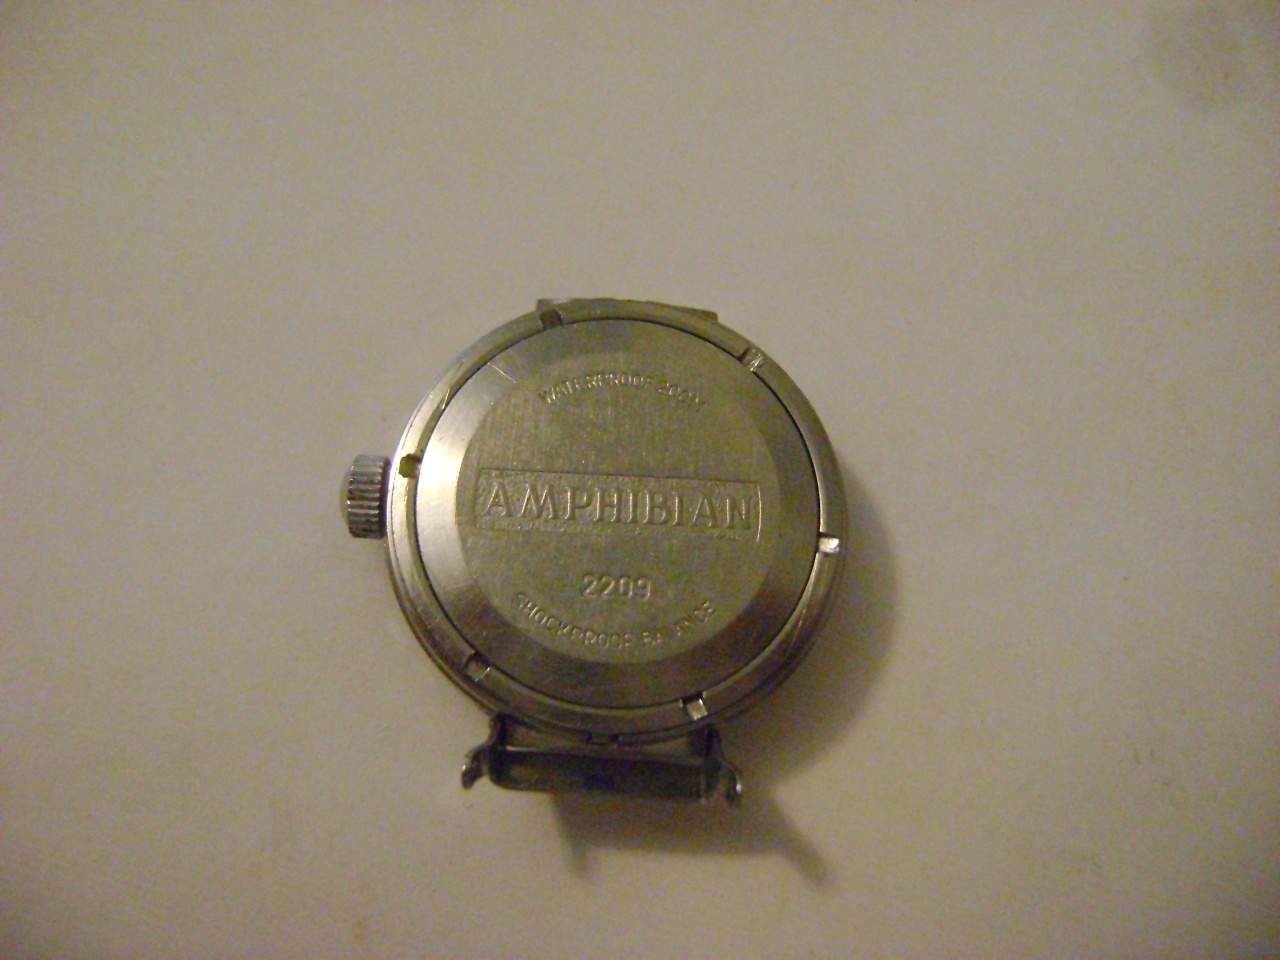 WATERPROOF 200M
AMPHIBIAN
2209
SHOCKPROOF BALANCE